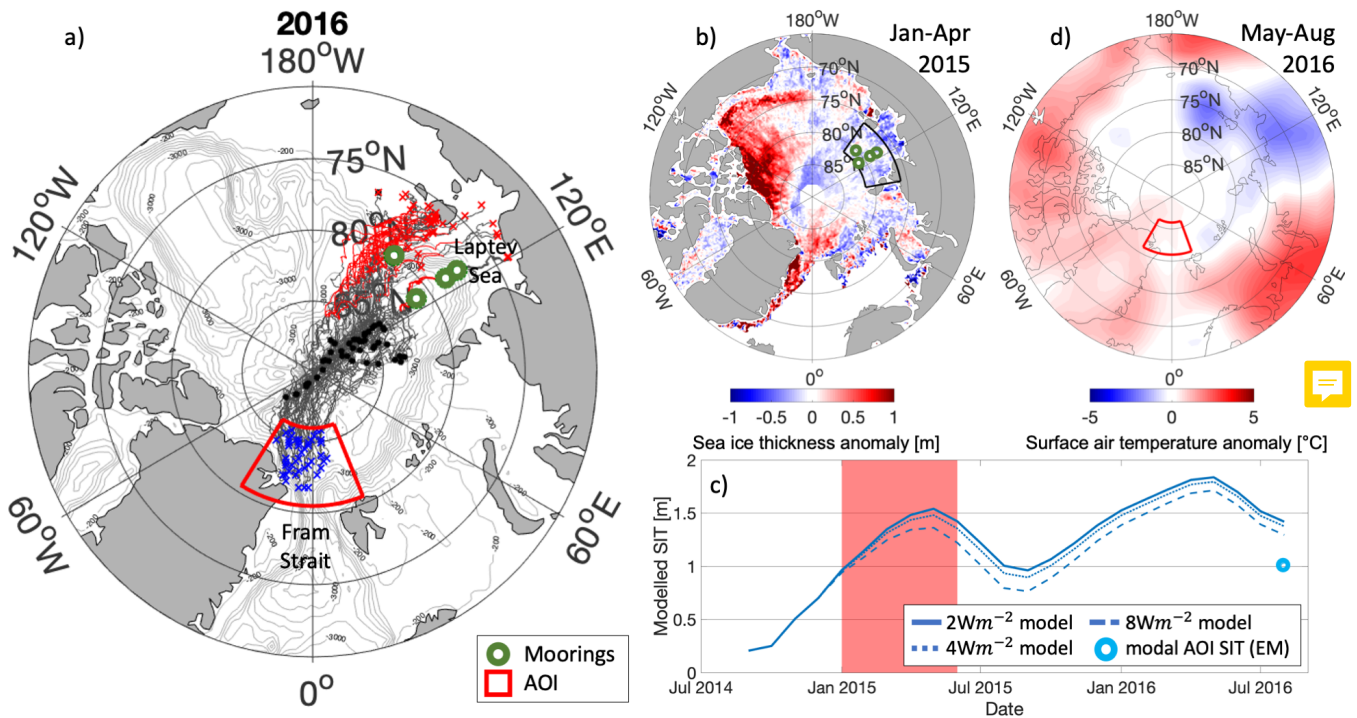 2016
a)
180°W
120°W
120°E
60°W
60°E
0°
75°N
80°
Laptev
Sea
Fram
Strait
Moorings
AOI
b)
Jan-Apr
2015
180°W
70°N
75°N
80°N
85°N
120°W
120°E
60°W
60°E
0°
-1 -0.5 0 0.5 1
Sea ice thickness anomaly [m]
d)
May-Aug
2016
180°W
70°N
75°N
80°N
85°N
120°W
120°E
60°W
60°E
0°
-5 0 5
Surface air temperature anomaly [°C]
c)
Modelled SIT [m]
2
1.5
1
0.5
0
Jul 2014 Jan 2015 Jul 2015 Jan 2016 Jul 2016
Date
2Wm⁻² model
4Wm⁻² model
8Wm⁻² model
modal AOI SIT (EM)